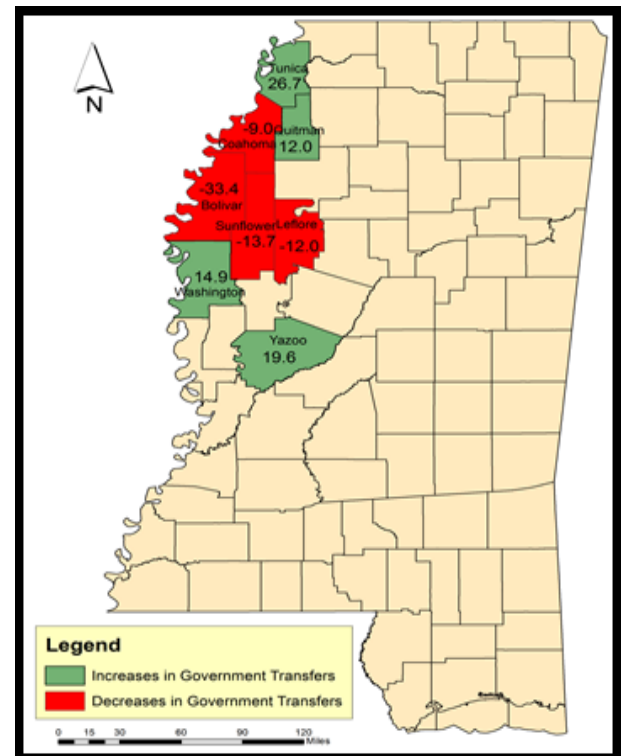 N
Tunica
26.7
-9.0
Coahoma
Quitman
12.0
-33.4
Bolivar
Sunflower
-13.7
Leflore
-12.0
14.9
Washington
Yazoo
19.6
Legend
Increases in Government Transfers
Decreases in Government Transfers
0 15 30 60 90 120
Miles